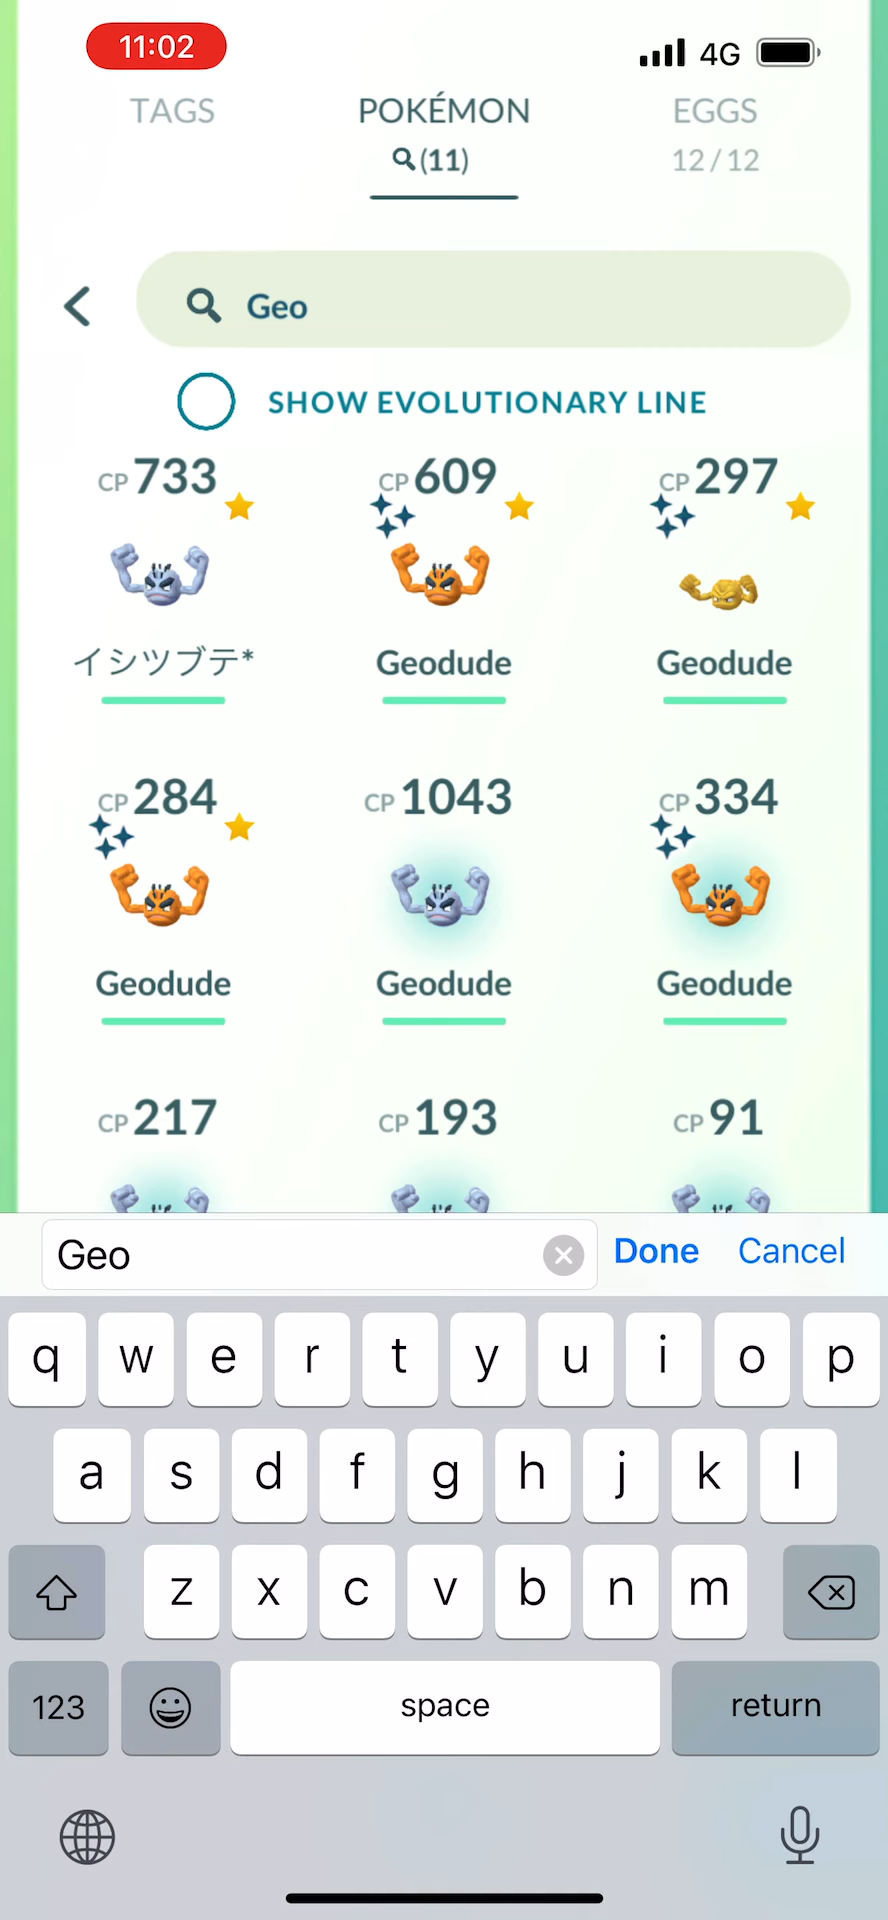 11:02
4G
TAGS
POKÉMON
EGGS
(11)
12/12
Geo
SHOW EVOLUTIONARY LINE
CP 733
CP 609
CP 297
イシツブテ*
Geodude
Geodude
CP 284
CP 1043
CP 334
Geodude
Geodude
Geodude
CP 217
CP 193
CP 91
Geo
Done
Cancel
q w e r t y u i o p
a s d f g h j k l
z x c v b n m
123
space
return